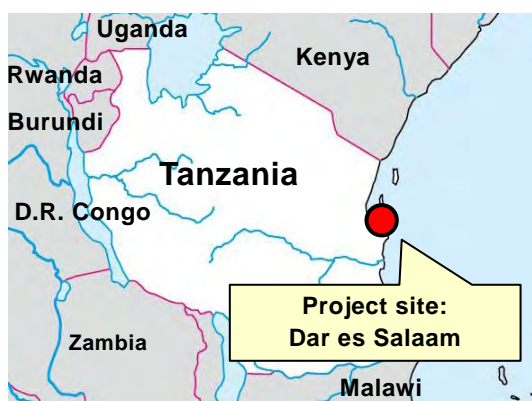 Uganda
Kenya
Rwanda
Burundi
Tanzania
D.R. Congo
Project site:
Dar es Salaam
Zambia
Malawi